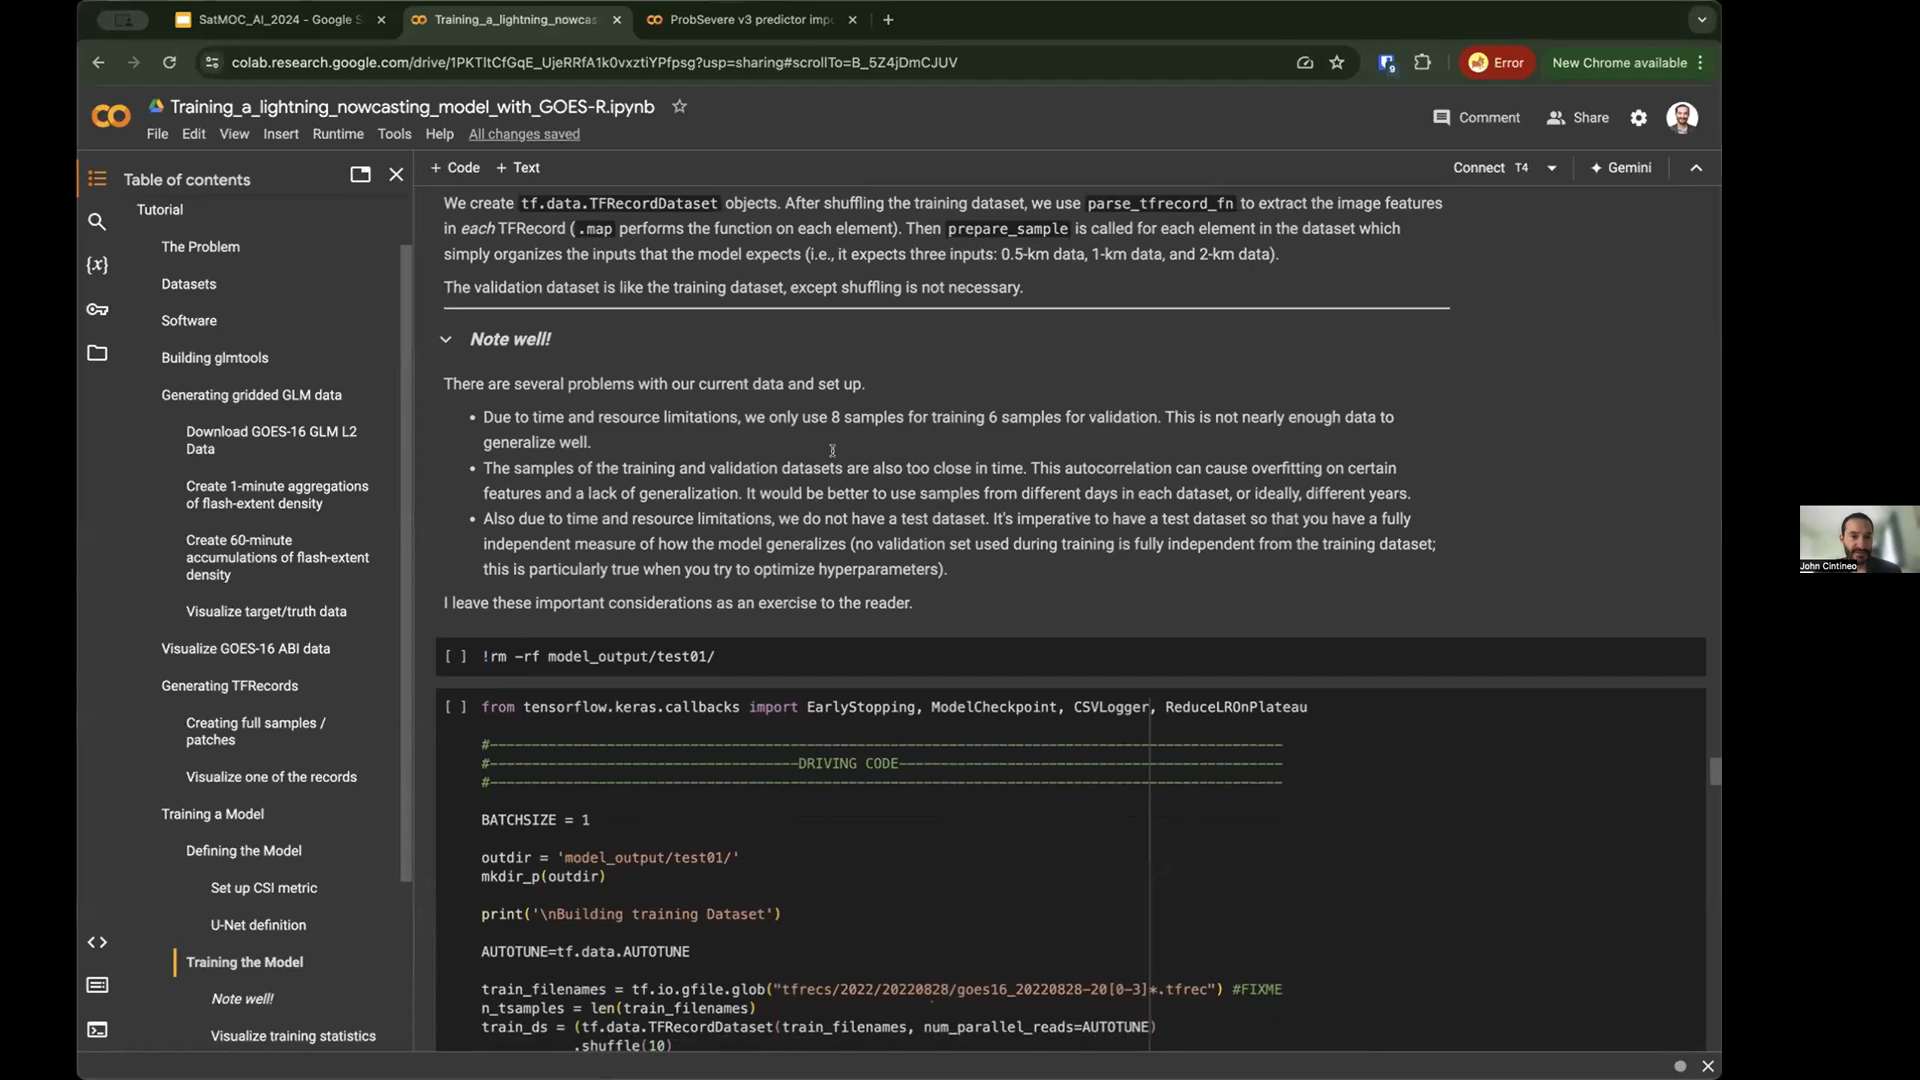 SatMOC_AI_2024 - Google S
Training_a_lightning_nowcas
ProbSevere v3 predictor imp
colab.research.google.com/drive/1PKTltCfGqE_UjeRRfA1k0vxztiYPfpsg?usp=sharing#scrollTo=B_5Z4jDmCJUV
9
Error
New Chrome available
Training_a_lightning_nowcasting_model_with_GOES-R.ipynb
File Edit View Insert Runtime Tools Help All changes saved
Comment
Share
Table of contents
+ Code + Text
Connect T4
Gemini
Tutorial
The Problem
Datasets
Software
Building glmtools
Generating gridded GLM data
Download GOES-16 GLM L2
Data
Create 1-minute aggregations
of flash-extent density
Create 60-minute
accumulations of flash-extent
density
Visualize target/truth data
Visualize GOES-16 ABI data
Generating TFRecords
Creating full samples /
patches
Visualize one of the records
Training a Model
Defining the Model
Set up CSI metric
U-Net definition
Training the Model
Note well!
Visualize training statistics
We create tf.data.TFRecordDataset objects. After shuffling the training dataset, we use parse_tfrecord_fn to extract the image features
in each TFRecord (.map performs the function on each element). Then prepare_sample is called for each element in the dataset which
simply organizes the inputs that the model expects (i.e., it expects three inputs: 0.5-km data, 1-km data, and 2-km data).
The validation dataset is like the training dataset, except shuffling is not necessary.
Note well!
There are several problems with our current data and set up.
• Due to time and resource limitations, we only use 8 samples for training 6 samples for validation. This is not nearly enough data to
generalize well.
• The samples of the training and validation datasets are also too close in time. This autocorrelation can cause overfitting on certain
features and a lack of generalization. It would be better to use samples from different days in each dataset, or ideally, different years.
• Also due to time and resource limitations, we do not have a test dataset. It's imperative to have a test dataset so that you have a fully
independent measure of how the model generalizes (no validation set used during training is fully independent from the training dataset;
this is particularly true when you try to optimize hyperparameters).
I leave these important considerations as an exercise to the reader.
[ ] !rm -rf model_output/test01/
[ ] from tensorflow.keras.callbacks import EarlyStopping, ModelCheckpoint, CSVLogger, ReduceLROnPlateau
#--------------------------------------------------------------------------------------
#----------------------------------DRIVING CODE-----------------------------------------
#--------------------------------------------------------------------------------------
BATCHSIZE = 1
outdir = 'model_output/test01/'
mkdir_p(outdir)
print('\nBuilding training Dataset')
AUTOTUNE=tf.data.AUTOTUNE
train_filenames = tf.io.gfile.glob("tfrecs/2022/20220828/goes16_20220828-20[0-3]*.tfrec") #FIXME
n_tsamples = len(train_filenames)
train_ds = (tf.data.TFRecordDataset(train_filenames, num_parallel_reads=AUTOTUNE)
.shuffle(10)
John Cintineo